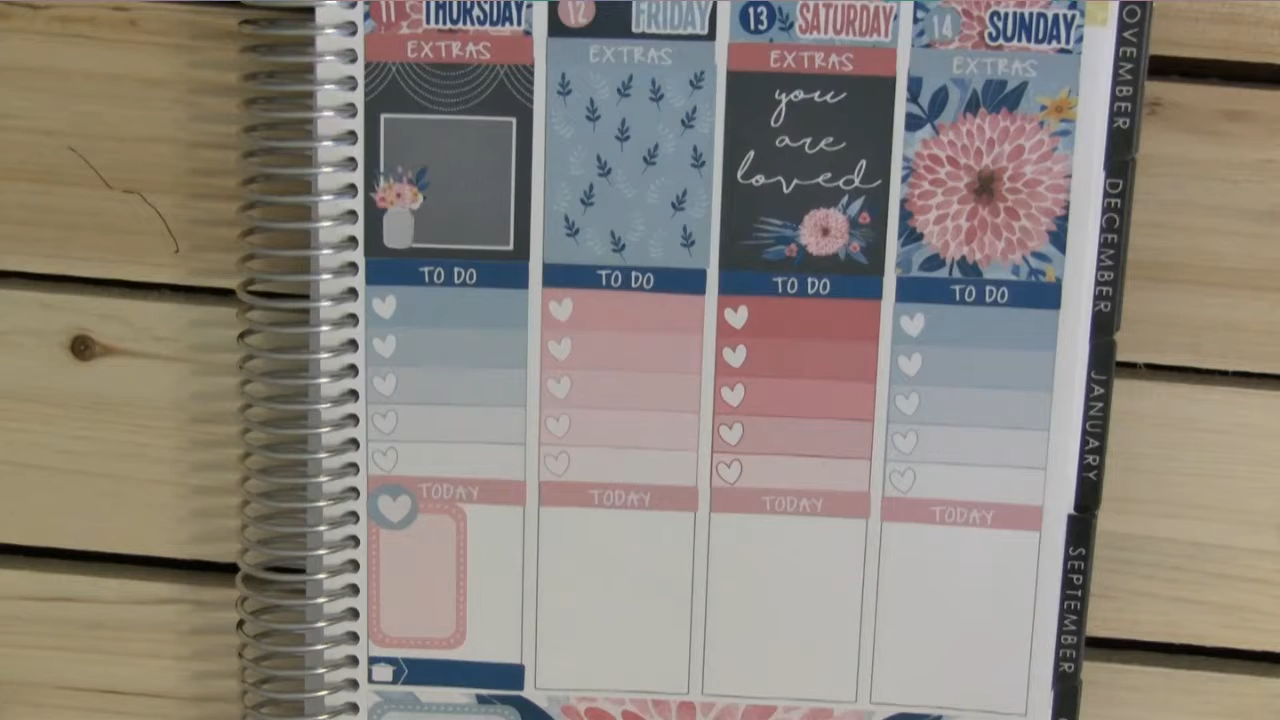 11 THURSDAY
EXTRAS
TO DO
TODAY
12 FRIDAY
EXTRAS
TO DO
TODAY
13 SATURDAY
EXTRAS
you
are
loved
TO DO
TODAY
14 SUNDAY
EXTRAS
TO DO
TODAY
OVEMBER
DECEMBER
JANUARY
SEPTEMBER